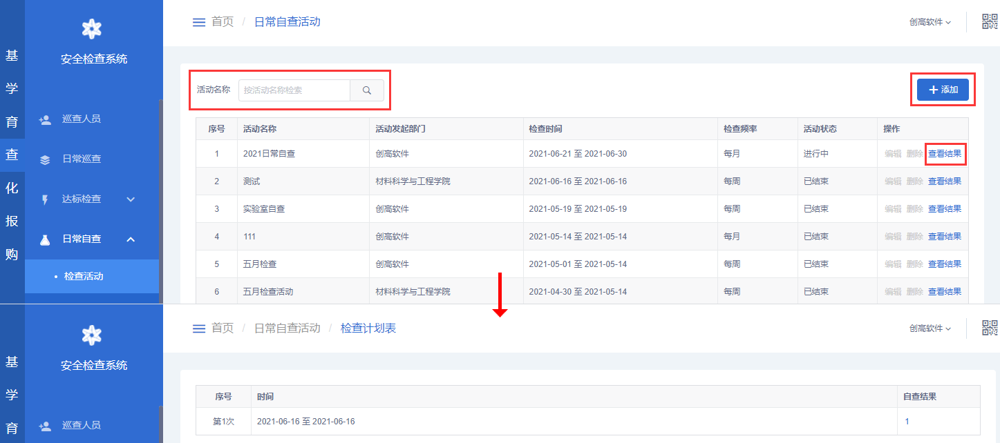 基
学
育
查
化
报
购
安全检查系统
巡查人员
日常巡查
达标检查
日常自查
• 检查活动
首页 / 日常自查活动
创高软件
活动名称 按活动名称检索
添加
序号 活动名称 活动发起部门 检查时间 检查频率 活动状态 操作
1 2021日常自查 创高软件 2021-06-21 至 2021-06-30 每月 进行中 编辑 删除 查看结果
2 测试 材料科学与工程学院 2021-06-16 至 2021-06-16 每周 已结束 编辑 删除 查看结果
3 实验室自查 创高软件 2021-05-19 至 2021-05-19 每周 已结束 编辑 删除 查看结果
4 111 创高软件 2021-05-14 至 2021-05-14 每月 已结束 编辑 删除 查看结果
5 五月检查 创高软件 2021-05-01 至 2021-05-14 每周 已结束 编辑 删除 查看结果
6 五月检查活动 材料科学与工程学院 2021-04-30 至 2021-05-14 每周 已结束 编辑 删除 查看结果
基
学
育
安全检查系统
巡查人员
首页 / 日常自查活动 / 检查计划表
创高软件
序号 时间 自查结果
第1次 2021-06-16 至 2021-06-16 1